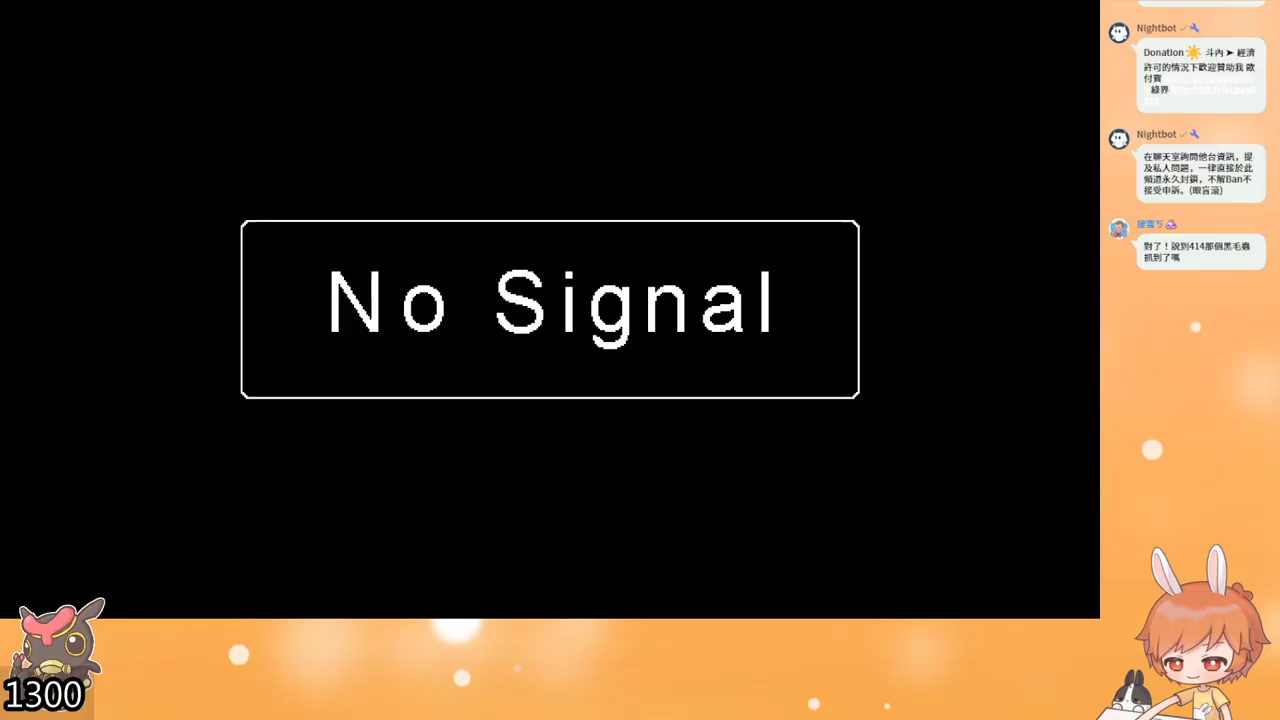 No Signal
Nightbot
Donation ☀ 斗內 ➤ 經濟
許可的情況下歡迎贊助我 歐
付寶
綠界
Nightbot
在聊天室詢問他台資訊，提
及私人問題，一律直接於此
頻道永久封鎖，不解Ban不
接受申訴。(眼盲滾)
對了！說到414那個黑毛蟲
抓到了嗎
1300